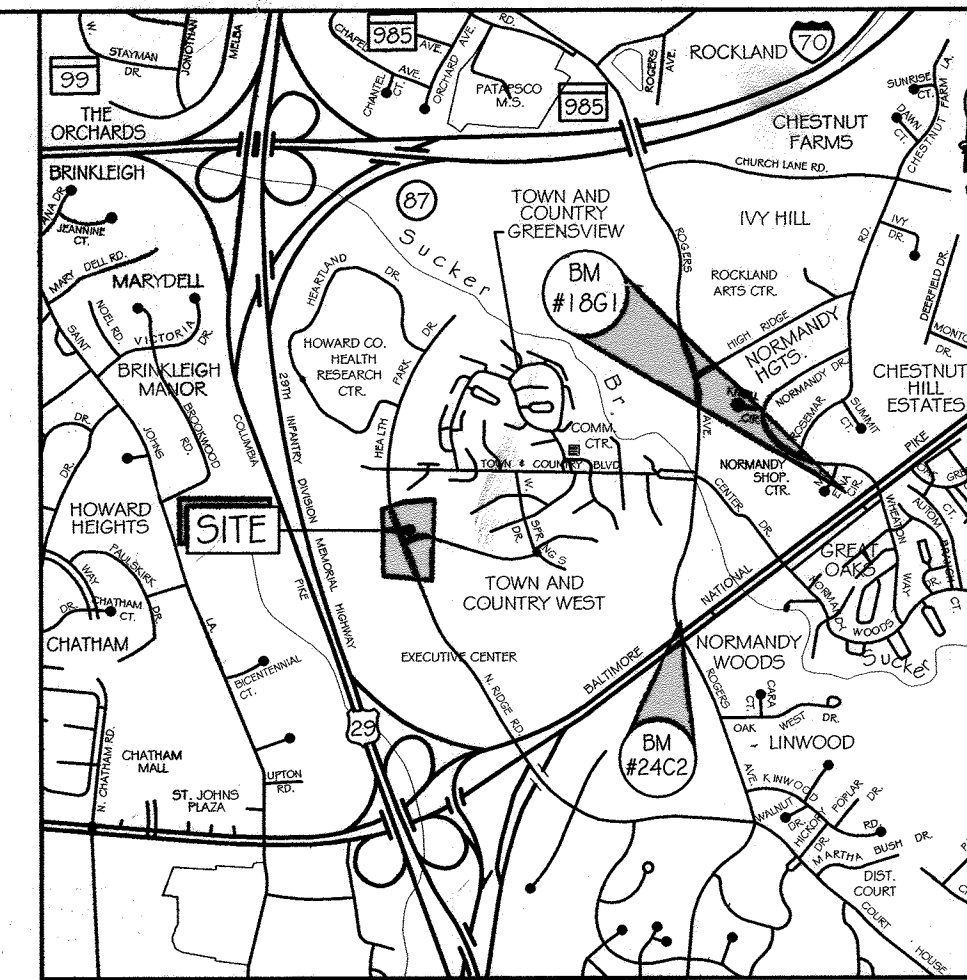 W.
STAYMAN
DR.
JONOTHAN
MELBA
99
THE
ORCHARDS
BRINKLEIGH
ANA DR.
JEANNINE
CT.
MARY DELL RD.
MARYDELL
NOEL RD.
VICTORIA
DR.
SAINT
JOHNS
LA.
BRINKLEIGH
MANOR
BROOKWOOD
RD.
DR.
DR.
HOWARD
HEIGHTS
PAULSKIRK
DR.
WAY
DR.
CHATHAM
CT.
CHATHAM
BICENTENNIAL
CT.
N. CHATHAM RD.
CHATHAM
MALL
ST. JOHNS
PLAZA
UPTON
RD.
COLUMBIA
PIKE
29TH INFANTRY DIVISION MEMORIAL HIGHWAY
29
SITE
985
CHAPEL
AVE.
AVE.
ORCHARD AVE.
CHANTEL
CT.
RD.
PATAPSCO
M.S.
985
ROGERS
AVE.
ROCKLAND
70
SUNRISE
CT.
DAWN
CT.
CHESTNUT FARM LA.
CHESTNUT
FARMS
CHURCH LANE RD.
87
Sucker
Br.
TOWN AND
COUNTRY
GREENSVIEW
BM
#18G1
ROGERS
AVE.
IVY HILL
IVY
DR.
RD.
ROCKLAND
ARTS CTR.
DEERFIELD DR.
MONTG
DR.
HIGH RIDGE
NORMANDY
HGTS.
NORMANDY DR.
ROSEMAR
SUMMIT
CT.
CHESTNUT
HILL
ESTATES
HEARTLAND
DR.
HOWARD CO.
HEALTH
RESEARCH
CTR.
HEALTH
PARK
DR.
COMM.
CTR.
TOWN & COUNTRY BLVD.
W.
SPRINGS
DR.
TOWN AND
COUNTRY WEST
EXECUTIVE CENTER
N. RIDGE RD.
NORMANDY
SHOP.
CTR.
CENTER DR.
BALTIMORE
NATIONAL
PIKE
GREAT
OAKS
WHEATON
WAY
NORMANDY
WOODS
DR.
CT.
CT.
Sucker
NORMANDY
WOODS
ROGERS
AVE.
BM
#24C2
CARA
CT.
OAK WEST DR.
LINWOOD
KINWOOD
WALNUT
DR.
HICKORY
DR.
POPLAR
DR.
RD.
MARTHA BUSH DR.
DIST.
COURT
COURT
HOUSE